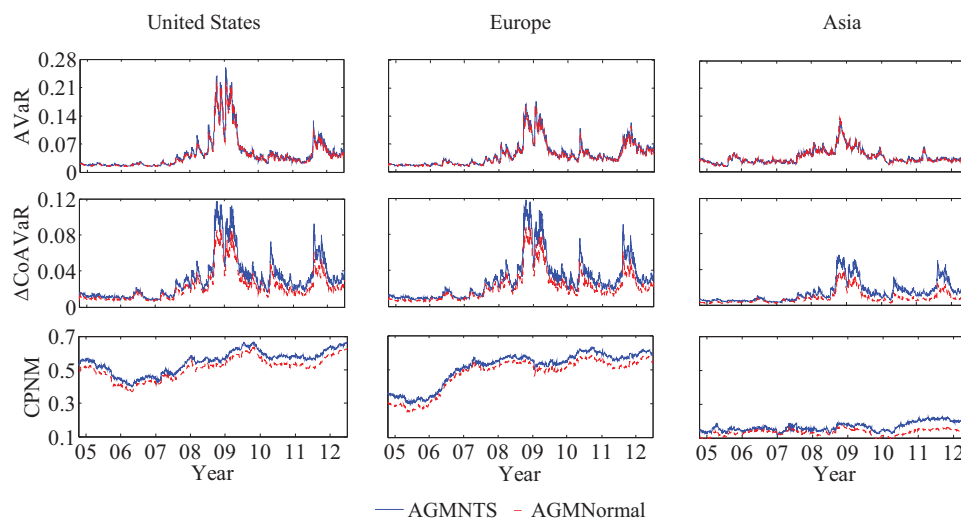 United States Europe Asia
AVaR
0.28
0.21
0.14
0.07
0
ΔCoAVaR
0.12
0.08
0.04
0
CPNM
0.7
0.5
0.3
0.1
05 06 07 08 09 10 11 12 05 06 07 08 09 10 11 12 05 06 07 08 09 10 11 12
Year Year Year
AGMNTS AGMNormal